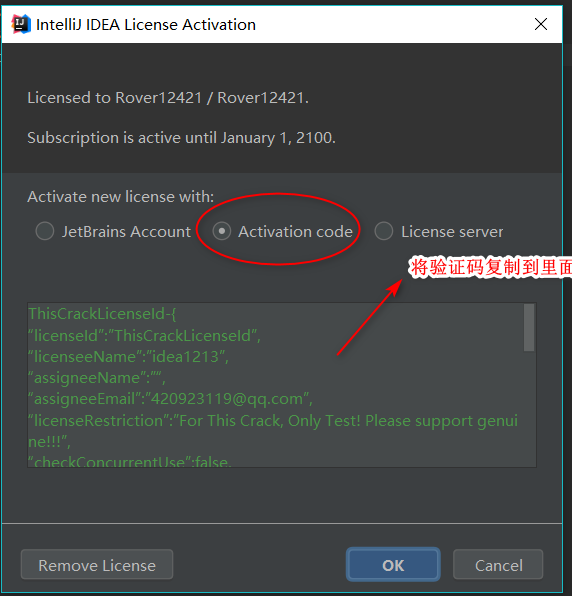 IntelliJ IDEA License Activation
Licensed to Rover12421 / Rover12421.
Subscription is active until January 1, 2100.
Activate new license with:
JetBrains Account Activation code License server
将验证码复制到里面
ThisCrackLicenseId-{
“licenseId”:”ThisCrackLicenseId”,
“licenseeName”:”idea1213”,
“assigneeName”:”“,
“assigneeEmail”:”420923119@qq.com”,
“licenseRestriction”:”For This Crack, Only Test! Please support genui
ne!!!”,
“checkConcurrentUse”:false,
Remove License OK Cancel